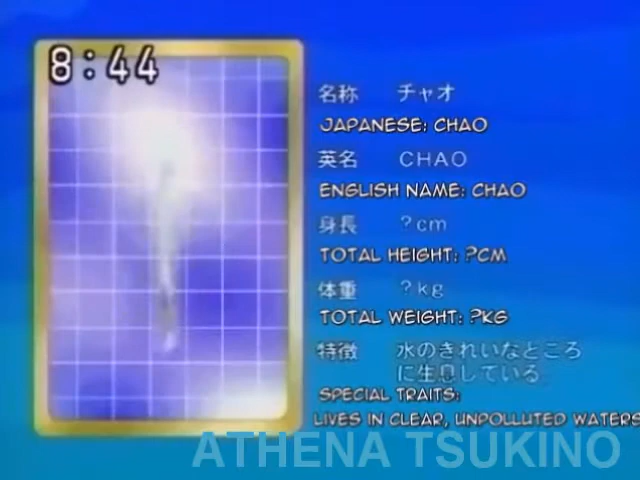 8:44
名称 チャオ
JAPANESE: CHAO
英名 CHAO
ENGLISH NAME: CHAO
身長 ?cm
TOTAL HEIGHT: ?CM
体重 ?kg
TOTAL WEIGHT: ?KG
特徴 水のきれいなところ
に生息している
SPECIAL TRAITS:
LIVES IN CLEAR, UNPOLLUTED WATERS
ATHENA TSUKINO